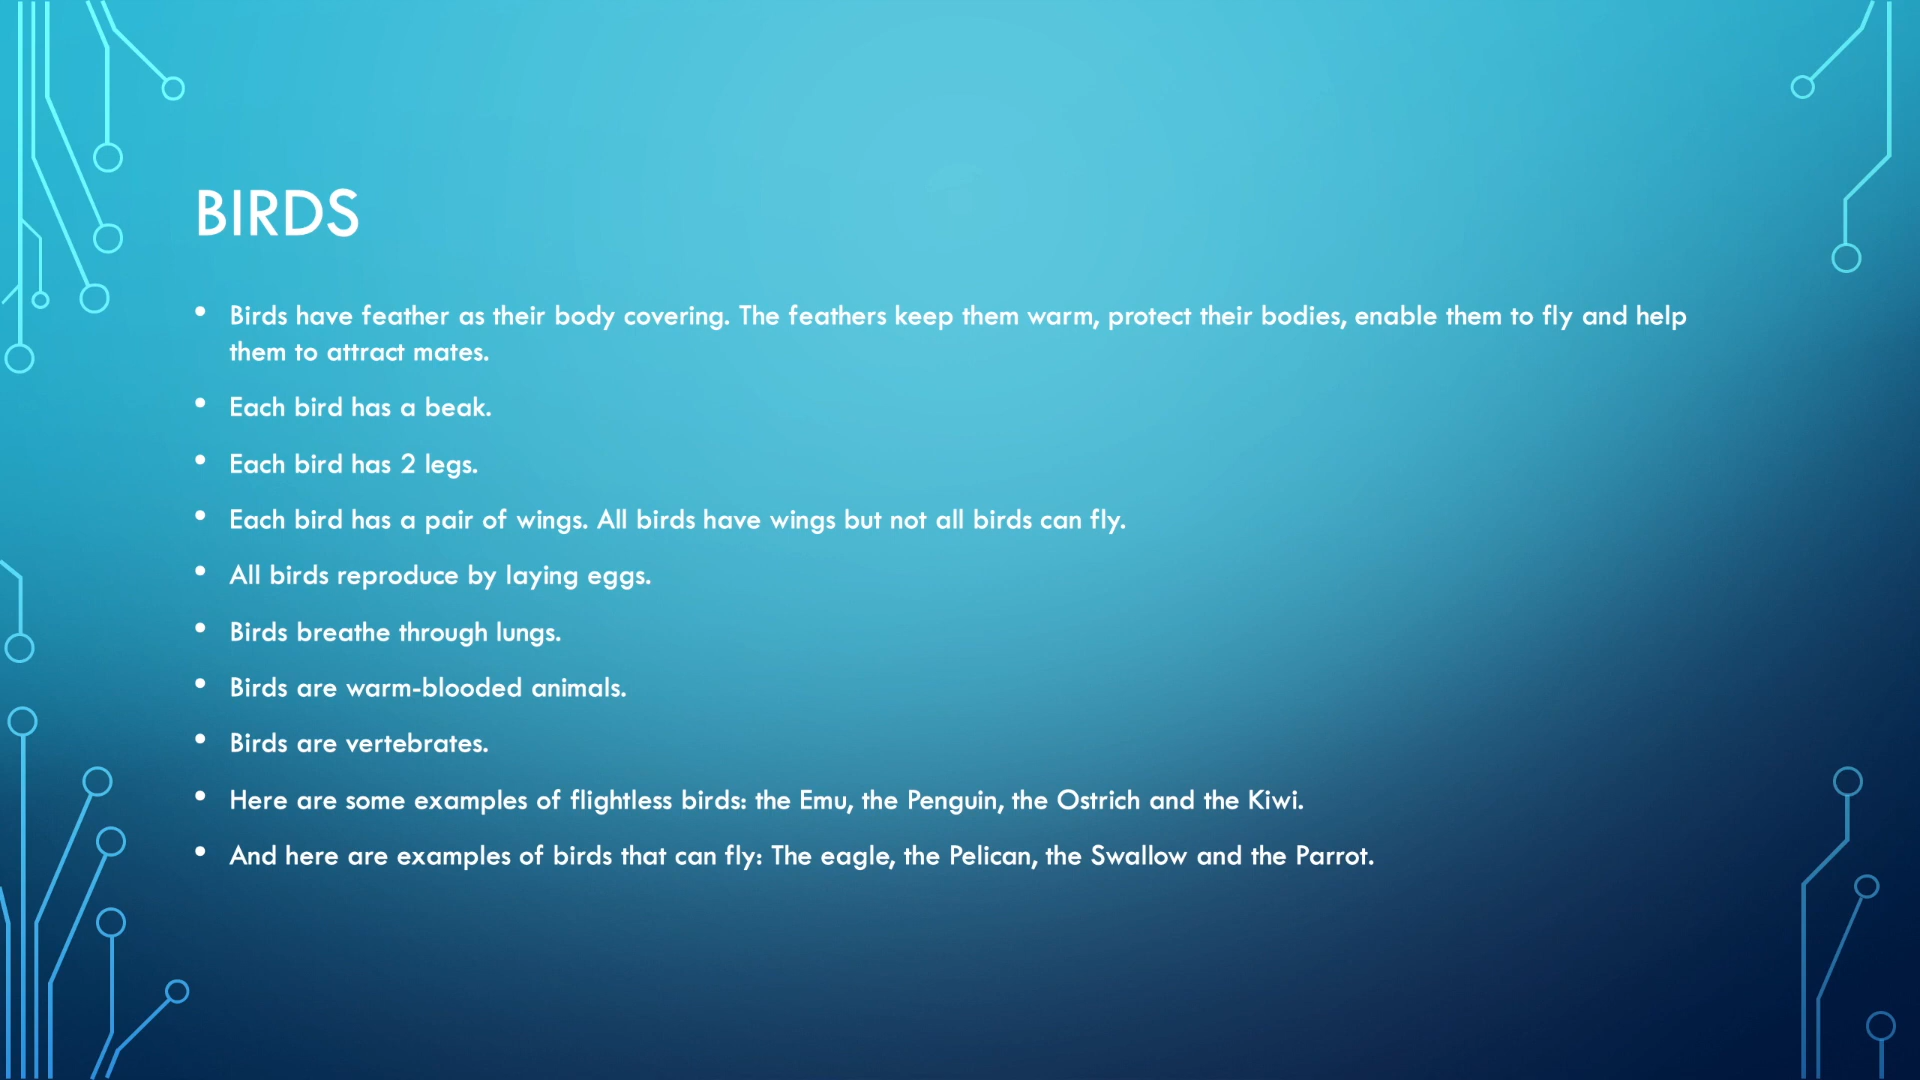 BIRDS
• Birds have feather as their body covering. The feathers keep them warm, protect their bodies, enable them to fly and help
them to attract mates.
• Each bird has a beak.
• Each bird has 2 legs.
• Each bird has a pair of wings. All birds have wings but not all birds can fly.
• All birds reproduce by laying eggs.
• Birds breathe through lungs.
• Birds are warm-blooded animals.
• Birds are vertebrates.
• Here are some examples of flightless birds: the Emu, the Penguin, the Ostrich and the Kiwi.
• And here are examples of birds that can fly: The eagle, the Pelican, the Swallow and the Parrot.